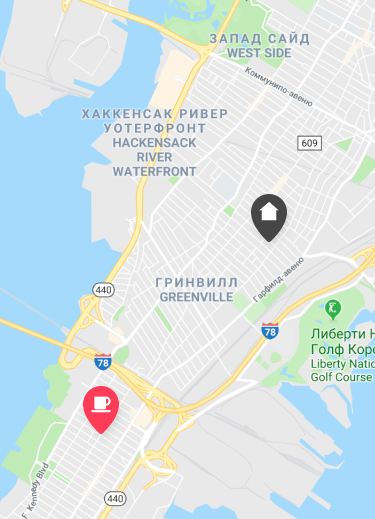 ЗАПАД САЙД
WEST SIDE
Коммунипо-авеню
ХАККЕНСАК РИВЕР
УОТЕРФРОНТ
HACKENSACK
RIVER
WATERFRONT
609
ГРИНВИЛЛ
GREENVILLE
Гарфилд-авеню
440
78
Либерти Н
Голф Кор
Liberty Natio
Golf Course
78
F. Kennedy Blvd
440